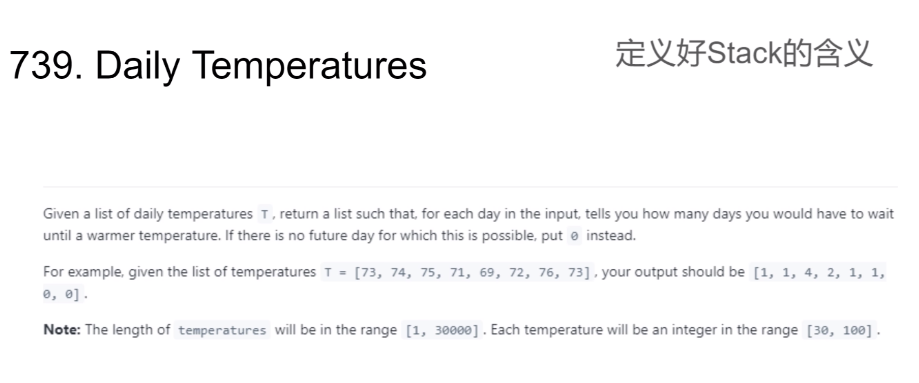 739. Daily Temperatures
定义好Stack的含义
Given a list of daily temperatures T, return a list such that, for each day in the input, tells you how many days you would have to wait
until a warmer temperature. If there is no future day for which this is possible, put 0 instead.
For example, given the list of temperatures T = [73, 74, 75, 71, 69, 72, 76, 73], your output should be [1, 1, 4, 2, 1, 1,
0, 0].
Note: The length of temperatures will be in the range [1, 30000]. Each temperature will be an integer in the range [30, 100].